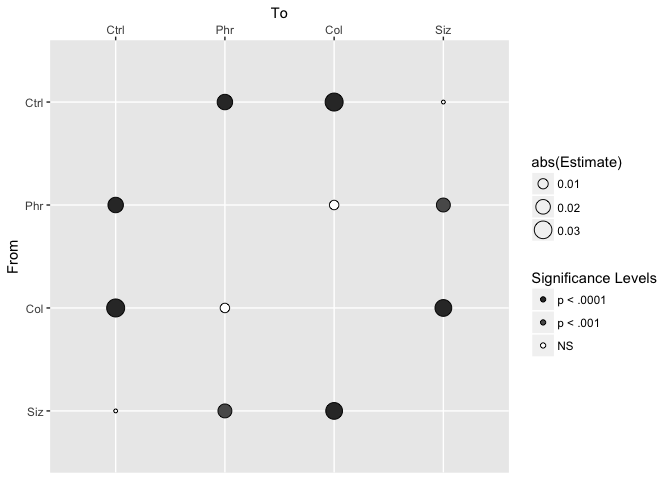 To
Ctrl Phr Col Siz
From
Ctrl
Phr
Col
Siz
abs(Estimate)
0.01
0.02
0.03
Significance Levels
p < .0001
p < .001
NS